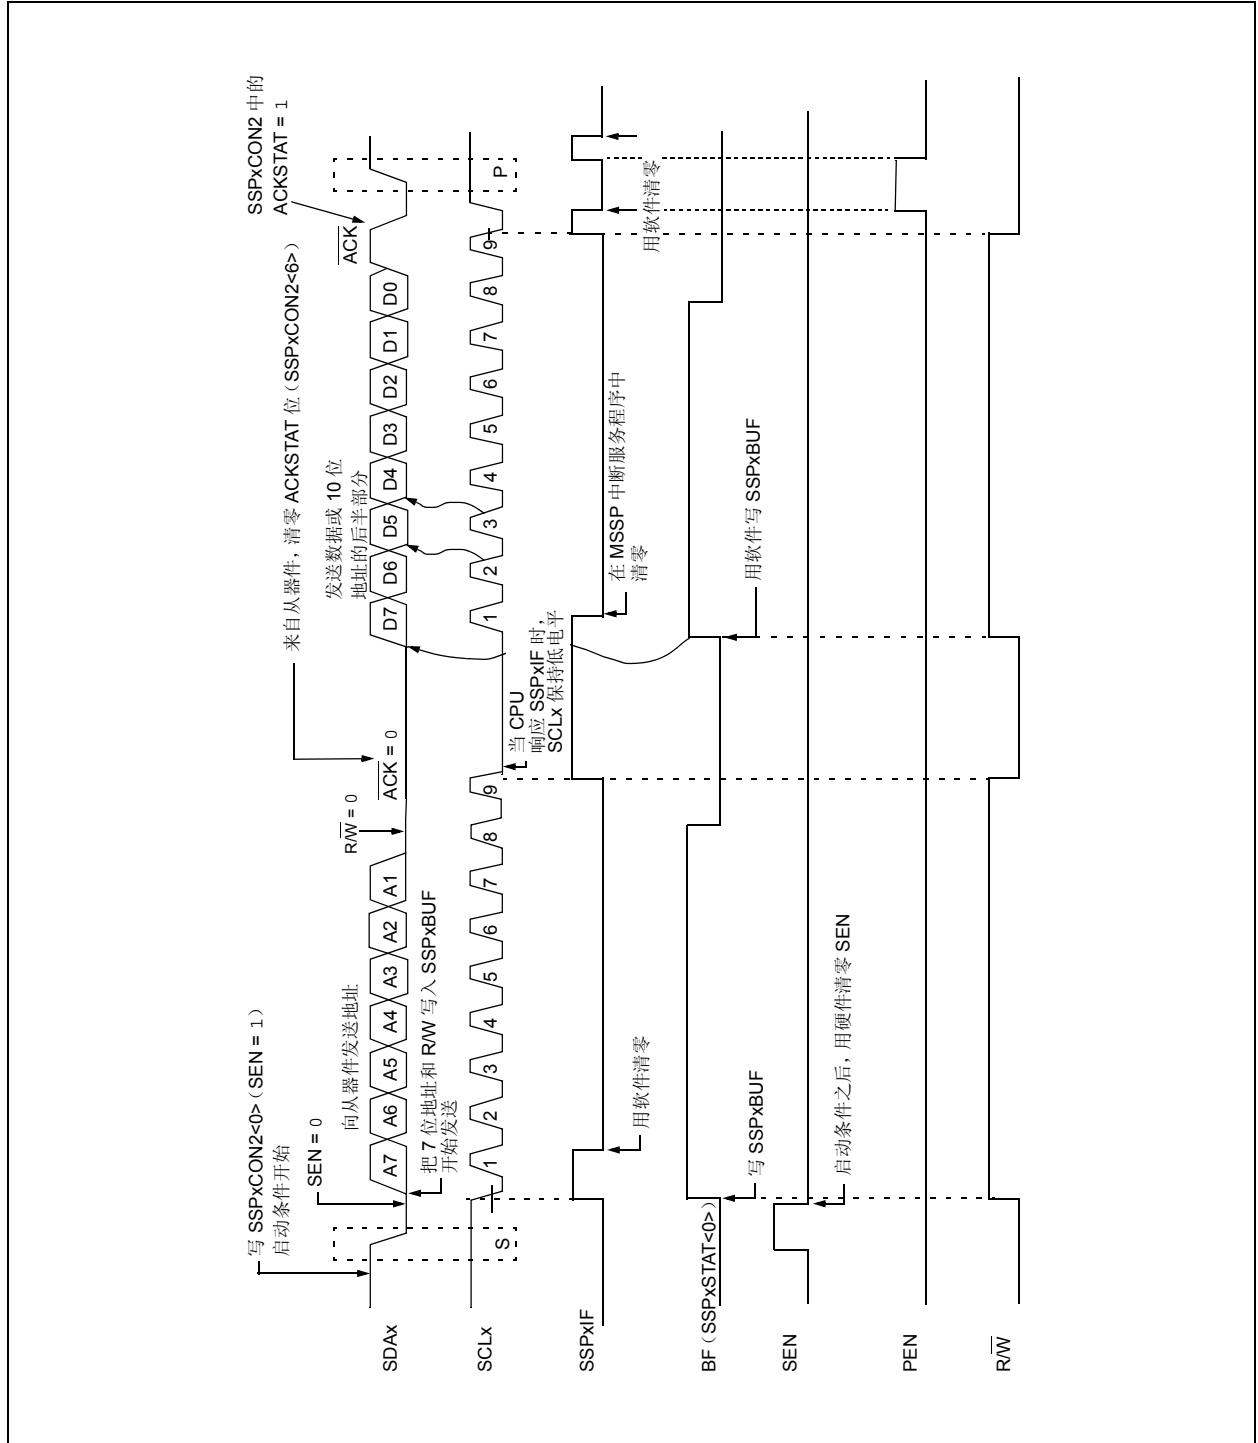 写 SSPxCON2<0>（SEN = 1）
启动条件开始
SEN = 0
向从器件发送地址
R/W = 0
来自从器件，清零 ACKSTAT 位（SSPxCON2<6>）
ACK = 0
发送数据或 10 位
地址的后半部分
SSPxCON2 中的
ACKSTAT = 1
ACK
SDAx
A7 A6 A5 A4 A3 A2 A1
D7 D6 D5 D4 D3 D2 D1 D0
把 7 位地址和 R/W 写入 SSPxBUF
开始发送
SCLx
S
1 2 3 4 5 6 7 8 9
1 2 3 4 5 6 7 8 9
P
当 CPU
响应 SSPxIF 时，
SCLx 保持低电平
SSPxIF
用软件清零
在 MSSP 中断服务程序中
清零
用软件清零
BF（SSPxSTAT<0>）
写 SSPxBUF
用软件写 SSPxBUF
SEN
启动条件之后，用硬件清零 SEN
PEN
R/W